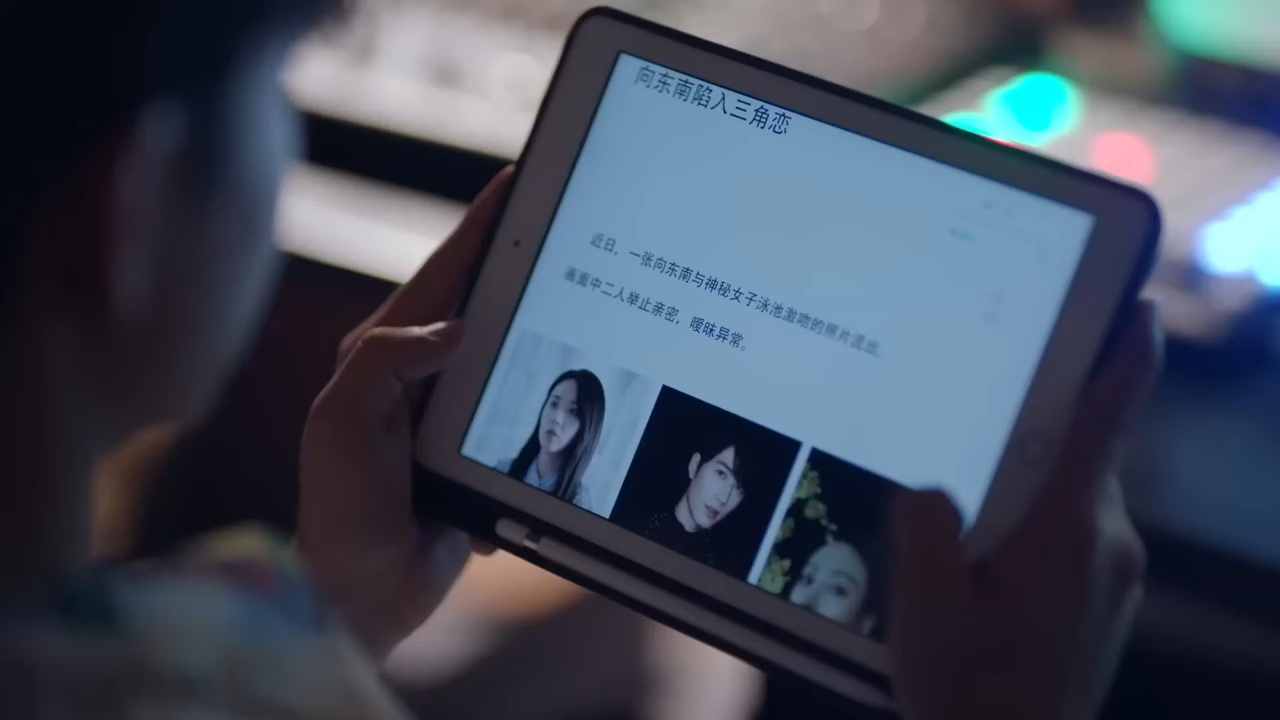 向东南陷入三角恋
近日，一张向东南与神秘女子泳池激吻的照片流出，
画面中二人举止亲密，暧昧异常。